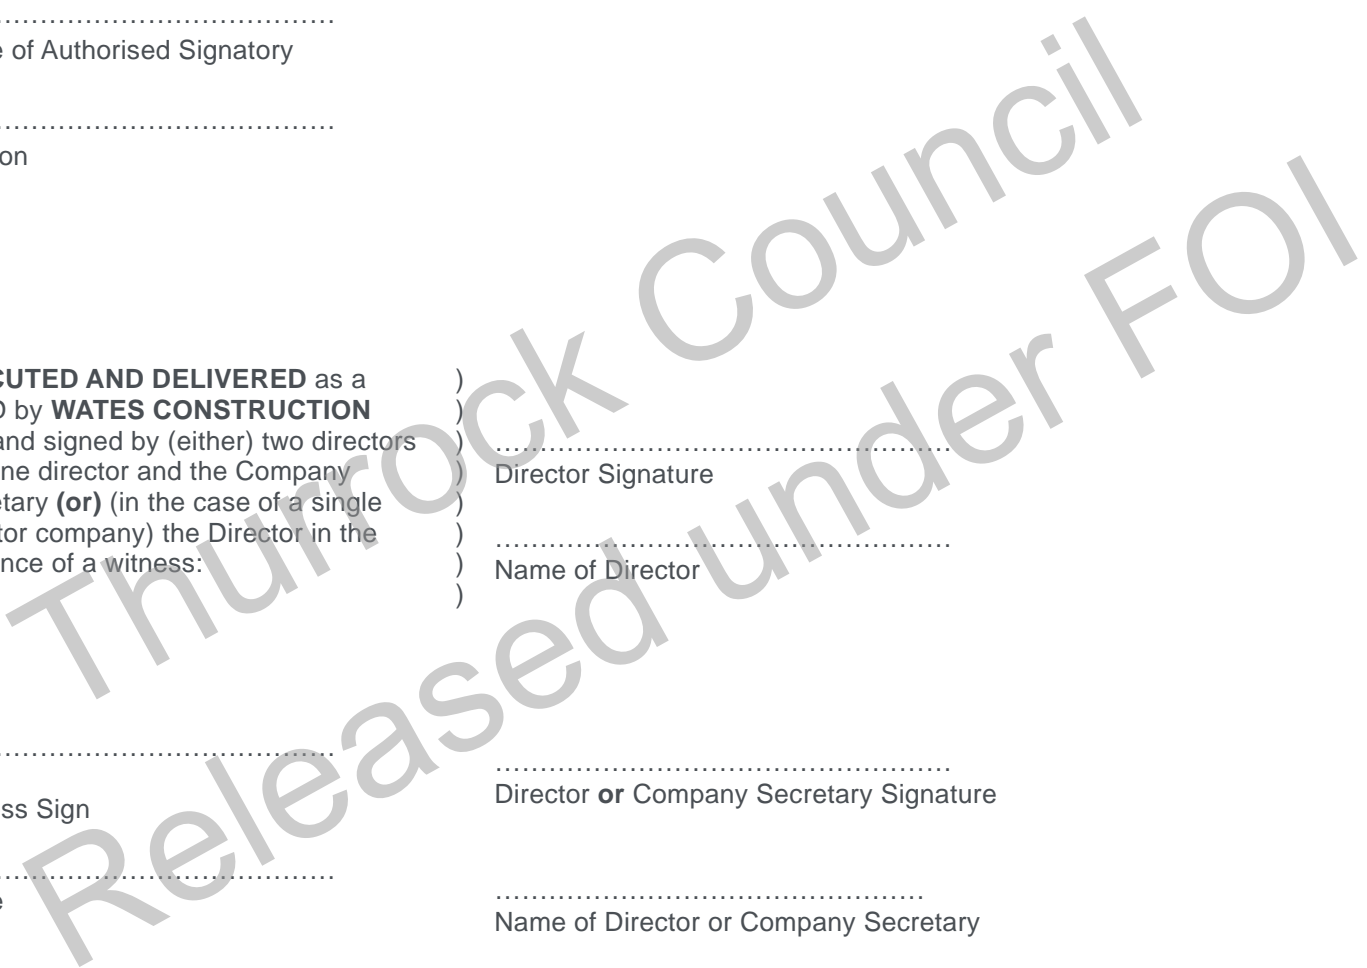 ……………………………………
e of Authorised Signatory
……………………………………
on
CUTED AND DELIVERED as a )
D by WATES CONSTRUCTION )
and signed by (either) two directors )
ne director and the Company )
etary (or) (in the case of a single )
tor company) the Director in the )
nce of a witness: )
)
……………………………………………
Director Signature
……………………………………………
Name of Director
……………………………………
ss Sign
……………………………………
e
……………………………………………
Director or Company Secretary Signature
…………………………………………
Name of Director or Company Secretary
Thurrock Council
Released under FOI